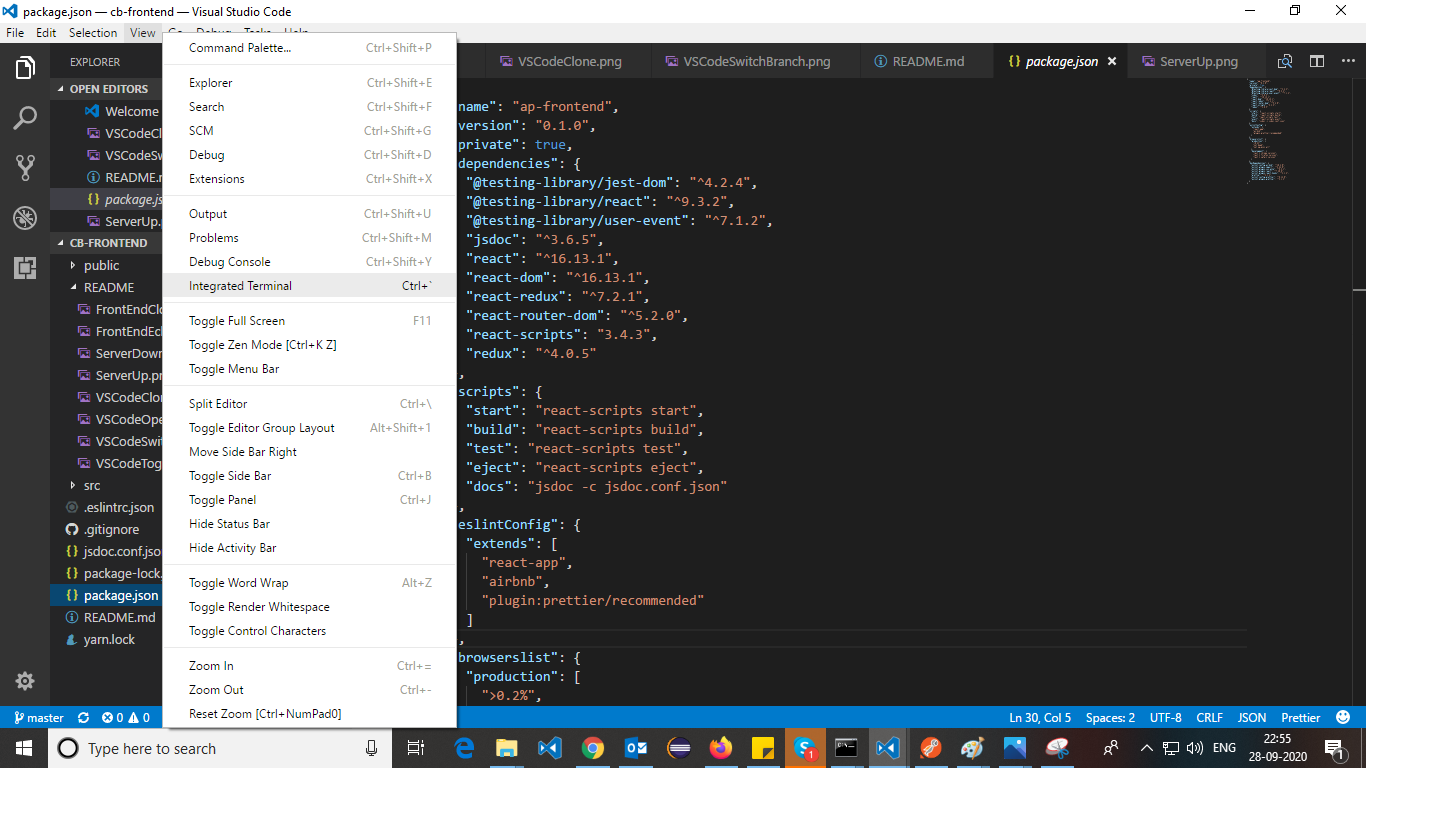 package.json — cb-frontend — Visual Studio Code
File Edit Selection View
EXPLORER
OPEN EDITORS
Welcome
VSCodeCl
VSCodeSw
README.m
{} package.js
ServerUp.p
CB-FRONTEND
public
README
FrontEndClo
FrontEndEcl
ServerDown
ServerUp.pn
VSCodeClon
VSCodeOpe
VSCodeSwit
VSCodeTog
src
.eslintrc.json
.gitignore
{} jsdoc.conf.jso
{} package-lock.
{} package.json
README.md
yarn.lock
Command Palette... Ctrl+Shift+P
Explorer Ctrl+Shift+E
Search Ctrl+Shift+F
SCM Ctrl+Shift+G
Debug Ctrl+Shift+D
Extensions Ctrl+Shift+X
Output Ctrl+Shift+U
Problems Ctrl+Shift+M
Debug Console Ctrl+Shift+Y
Integrated Terminal Ctrl+`
Toggle Full Screen F11
Toggle Zen Mode [Ctrl+K Z]
Toggle Menu Bar
Split Editor Ctrl+\
Toggle Editor Group Layout Alt+Shift+1
Move Side Bar Right
Toggle Side Bar Ctrl+B
Toggle Panel Ctrl+J
Hide Status Bar
Hide Activity Bar
Toggle Word Wrap Alt+Z
Toggle Render Whitespace
Toggle Control Characters
Zoom In Ctrl+=
Zoom Out Ctrl+-
Reset Zoom [Ctrl+NumPad0]
VSCodeClone.png VSCodeSwitchBranch.png README.md {} package.json ServerUp.png
name": "ap-frontend",
version": "0.1.0",
private": true,
dependencies": {
"@testing-library/jest-dom": "^4.2.4",
"@testing-library/react": "^9.3.2",
"@testing-library/user-event": "^7.1.2",
"jsdoc": "^3.6.5",
"react": "^16.13.1",
"react-dom": "^16.13.1",
"react-redux": "^7.2.1",
"react-router-dom": "^5.2.0",
"react-scripts": "3.4.3",
"redux": "^4.0.5"
,
scripts": {
"start": "react-scripts start",
"build": "react-scripts build",
"test": "react-scripts test",
"eject": "react-scripts eject",
"docs": "jsdoc -c jsdoc.conf.json"
,
eslintConfig": {
"extends": [
"react-app",
"airbnb",
"plugin:prettier/recommended"
]
,
browserslist": {
"production": [
">0.2%",
master 0 0 Ln 30, Col 5 Spaces: 2 UTF-8 CRLF JSON Prettier
Type here to search
1
ENG
22:55
28-09-2020
1